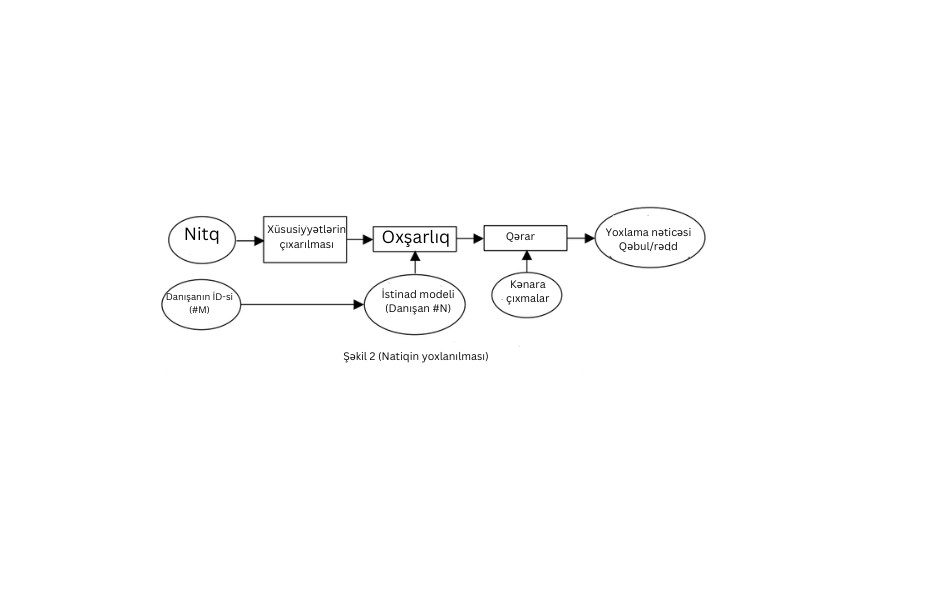 Nitq
Xüsusiyyətlərin
çıxarılması
Oxşarlıq
Qərar
Yoxlama nəticəsi
Qəbul/rədd
Danışanın İD-si
(#M)
İstinad modeli
(Danışan #N)
Kənara
çıxmalar
Şəkil 2 (Natiqin yoxlanılması)